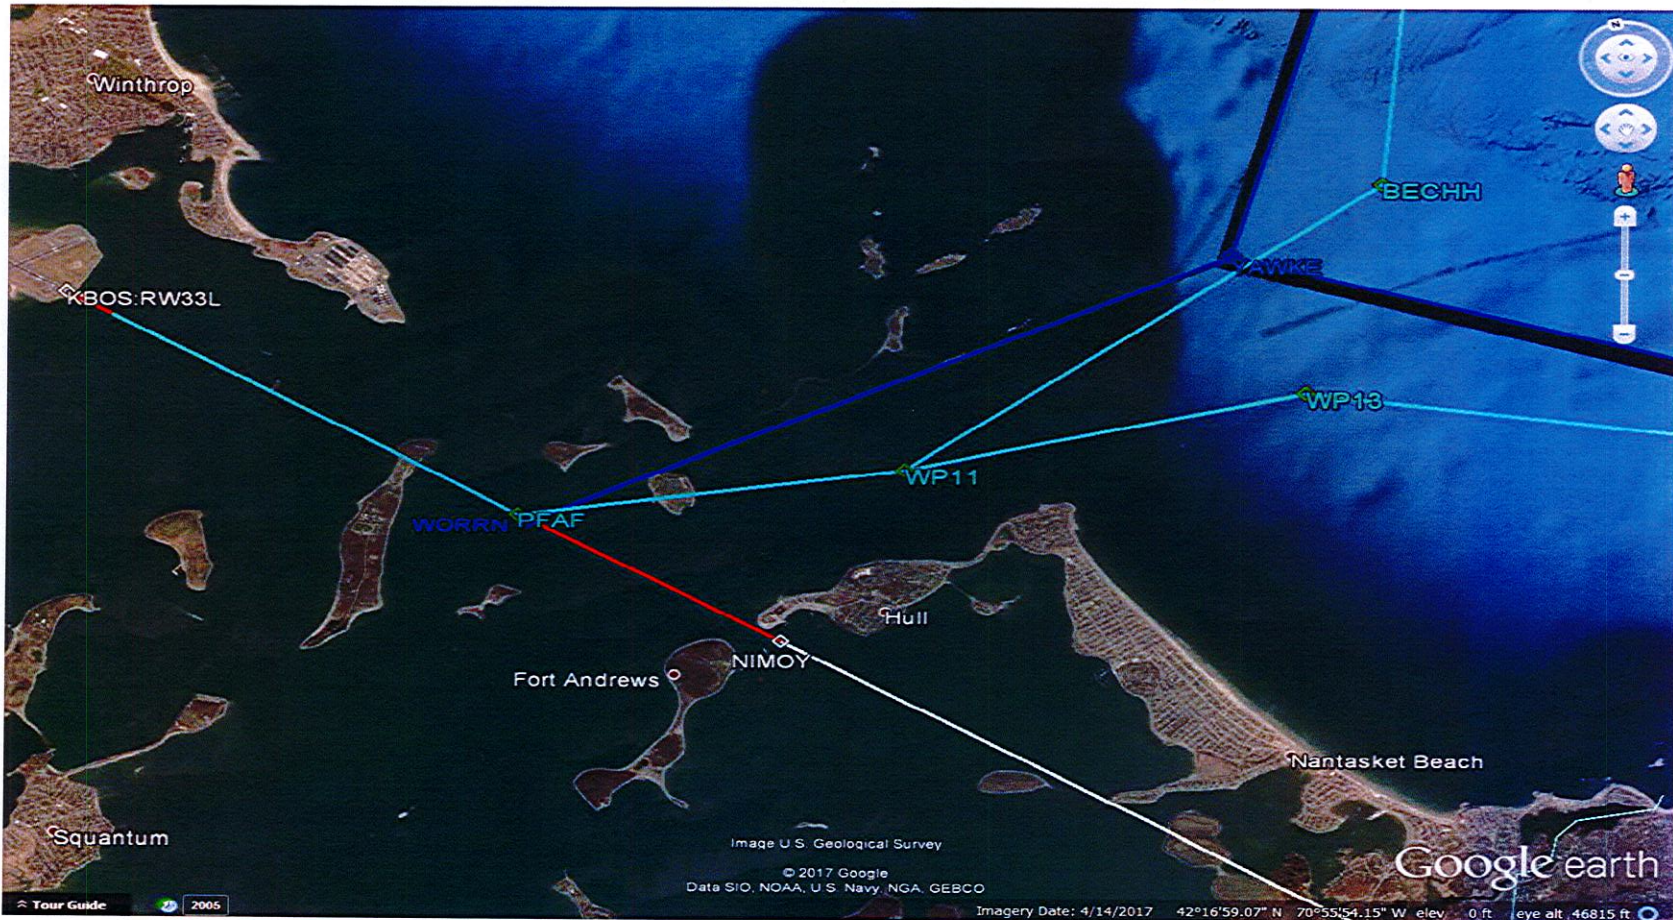 N
Winthrop
BECHH
YAWKE
KBOS:RW33L
WP13
WP11
WORRN PFAF
Hull
NIMOY
Fort Andrews
Nantasket Beach
Squantum
Image U.S. Geological Survey
© 2017 Google
Data SIO, NOAA, U.S. Navy, NGA, GEBCO
Google earth
Tour Guide
2005
Imagery Date: 4/14/2017 42°16'59.07" N 70°55'54.15" W elev 0 ft eye alt 46815 ft